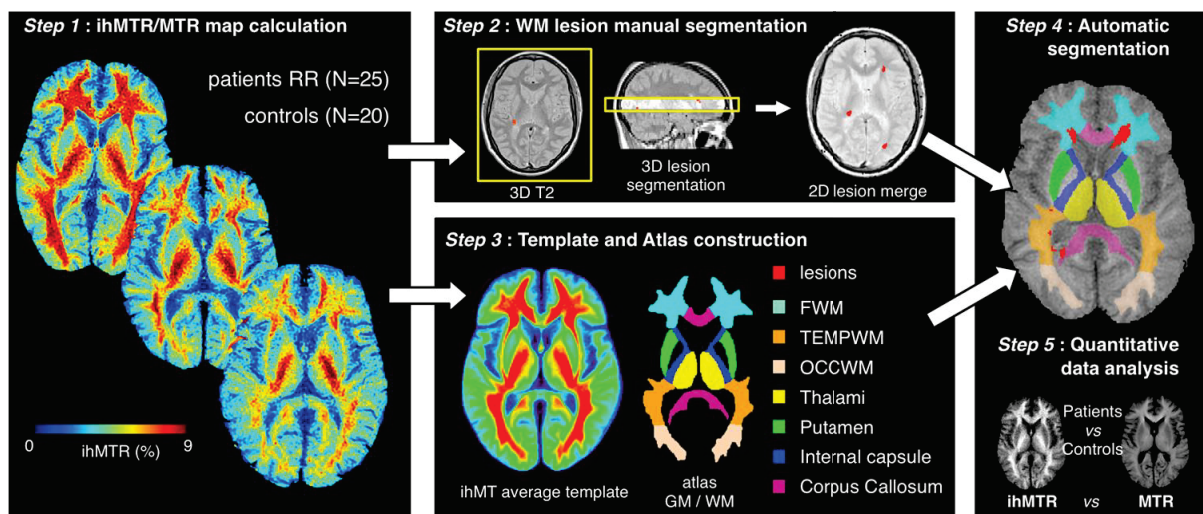 Step 1 : ihMTR/MTR map calculation
patients RR (N=25)
controls (N=20)
0
9
ihMTR (%)
Step 2 : WM lesion manual segmentation
3D T2
3D lesion
segmentation
2D lesion merge
Step 3 : Template and Atlas construction
ihMT average template
atlas
GM / WM
lesions
FWM
TEMPWM
OCCWM
Thalami
Putamen
Internal capsule
Corpus Callosum
Step 4 : Automatic
segmentation
Step 5 : Quantitative
data analysis
Patients
vs
Controls
ihMTR vs MTR